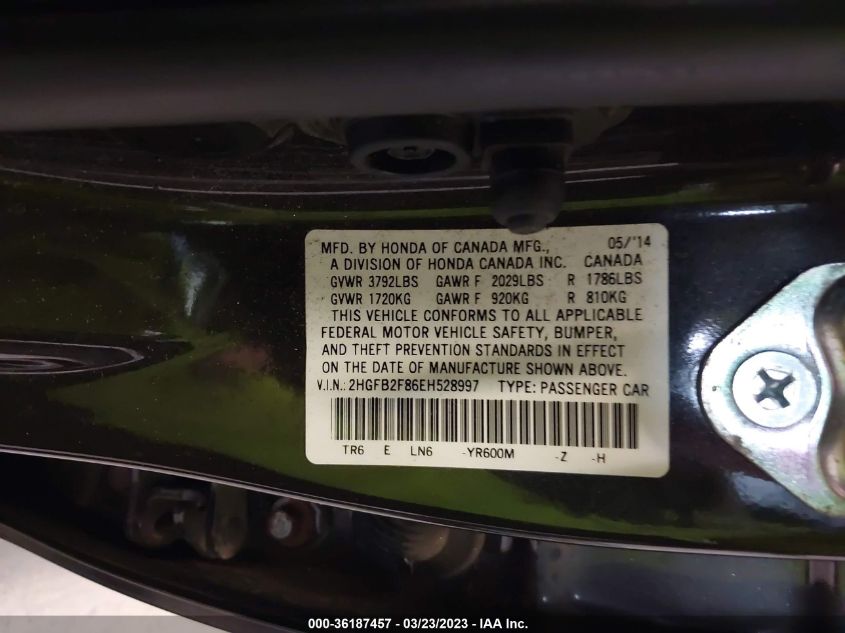 MFD. BY HONDA OF CANADA MFG., 05/'14
A DIVISION OF HONDA CANADA INC. CANADA
GVWR 3792LBS GAWR F 2029LBS R 1786LBS
GVWR 1720KG GAWR F 920KG R 810KG
THIS VEHICLE CONFORMS TO ALL APPLICABLE
FEDERAL MOTOR VEHICLE SAFETY, BUMPER,
AND THEFT PREVENTION STANDARDS IN EFFECT
ON THE DATE OF MANUFACTURE SHOWN ABOVE.
V.I.N.: 2HGFB2F86EH528997 TYPE: PASSENGER CAR
TR6 E LN6 -YR600M -Z -H
000-36187457 - 03/23/2023 - IAA Inc.